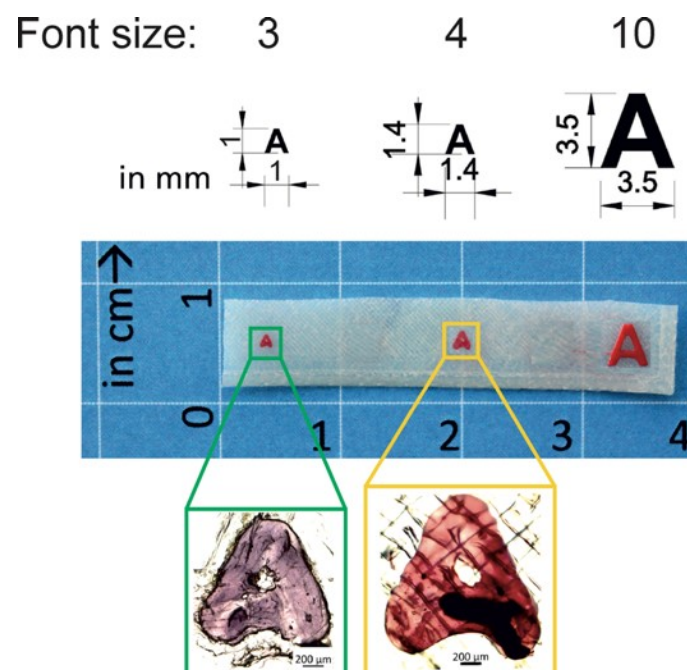 Font size: 3 4 10
A A A
1 1.4 3.5
in mm 1 1.4 3.5
in cm→
1
A A A
0 1 2 3 4
200 µm 200 µm